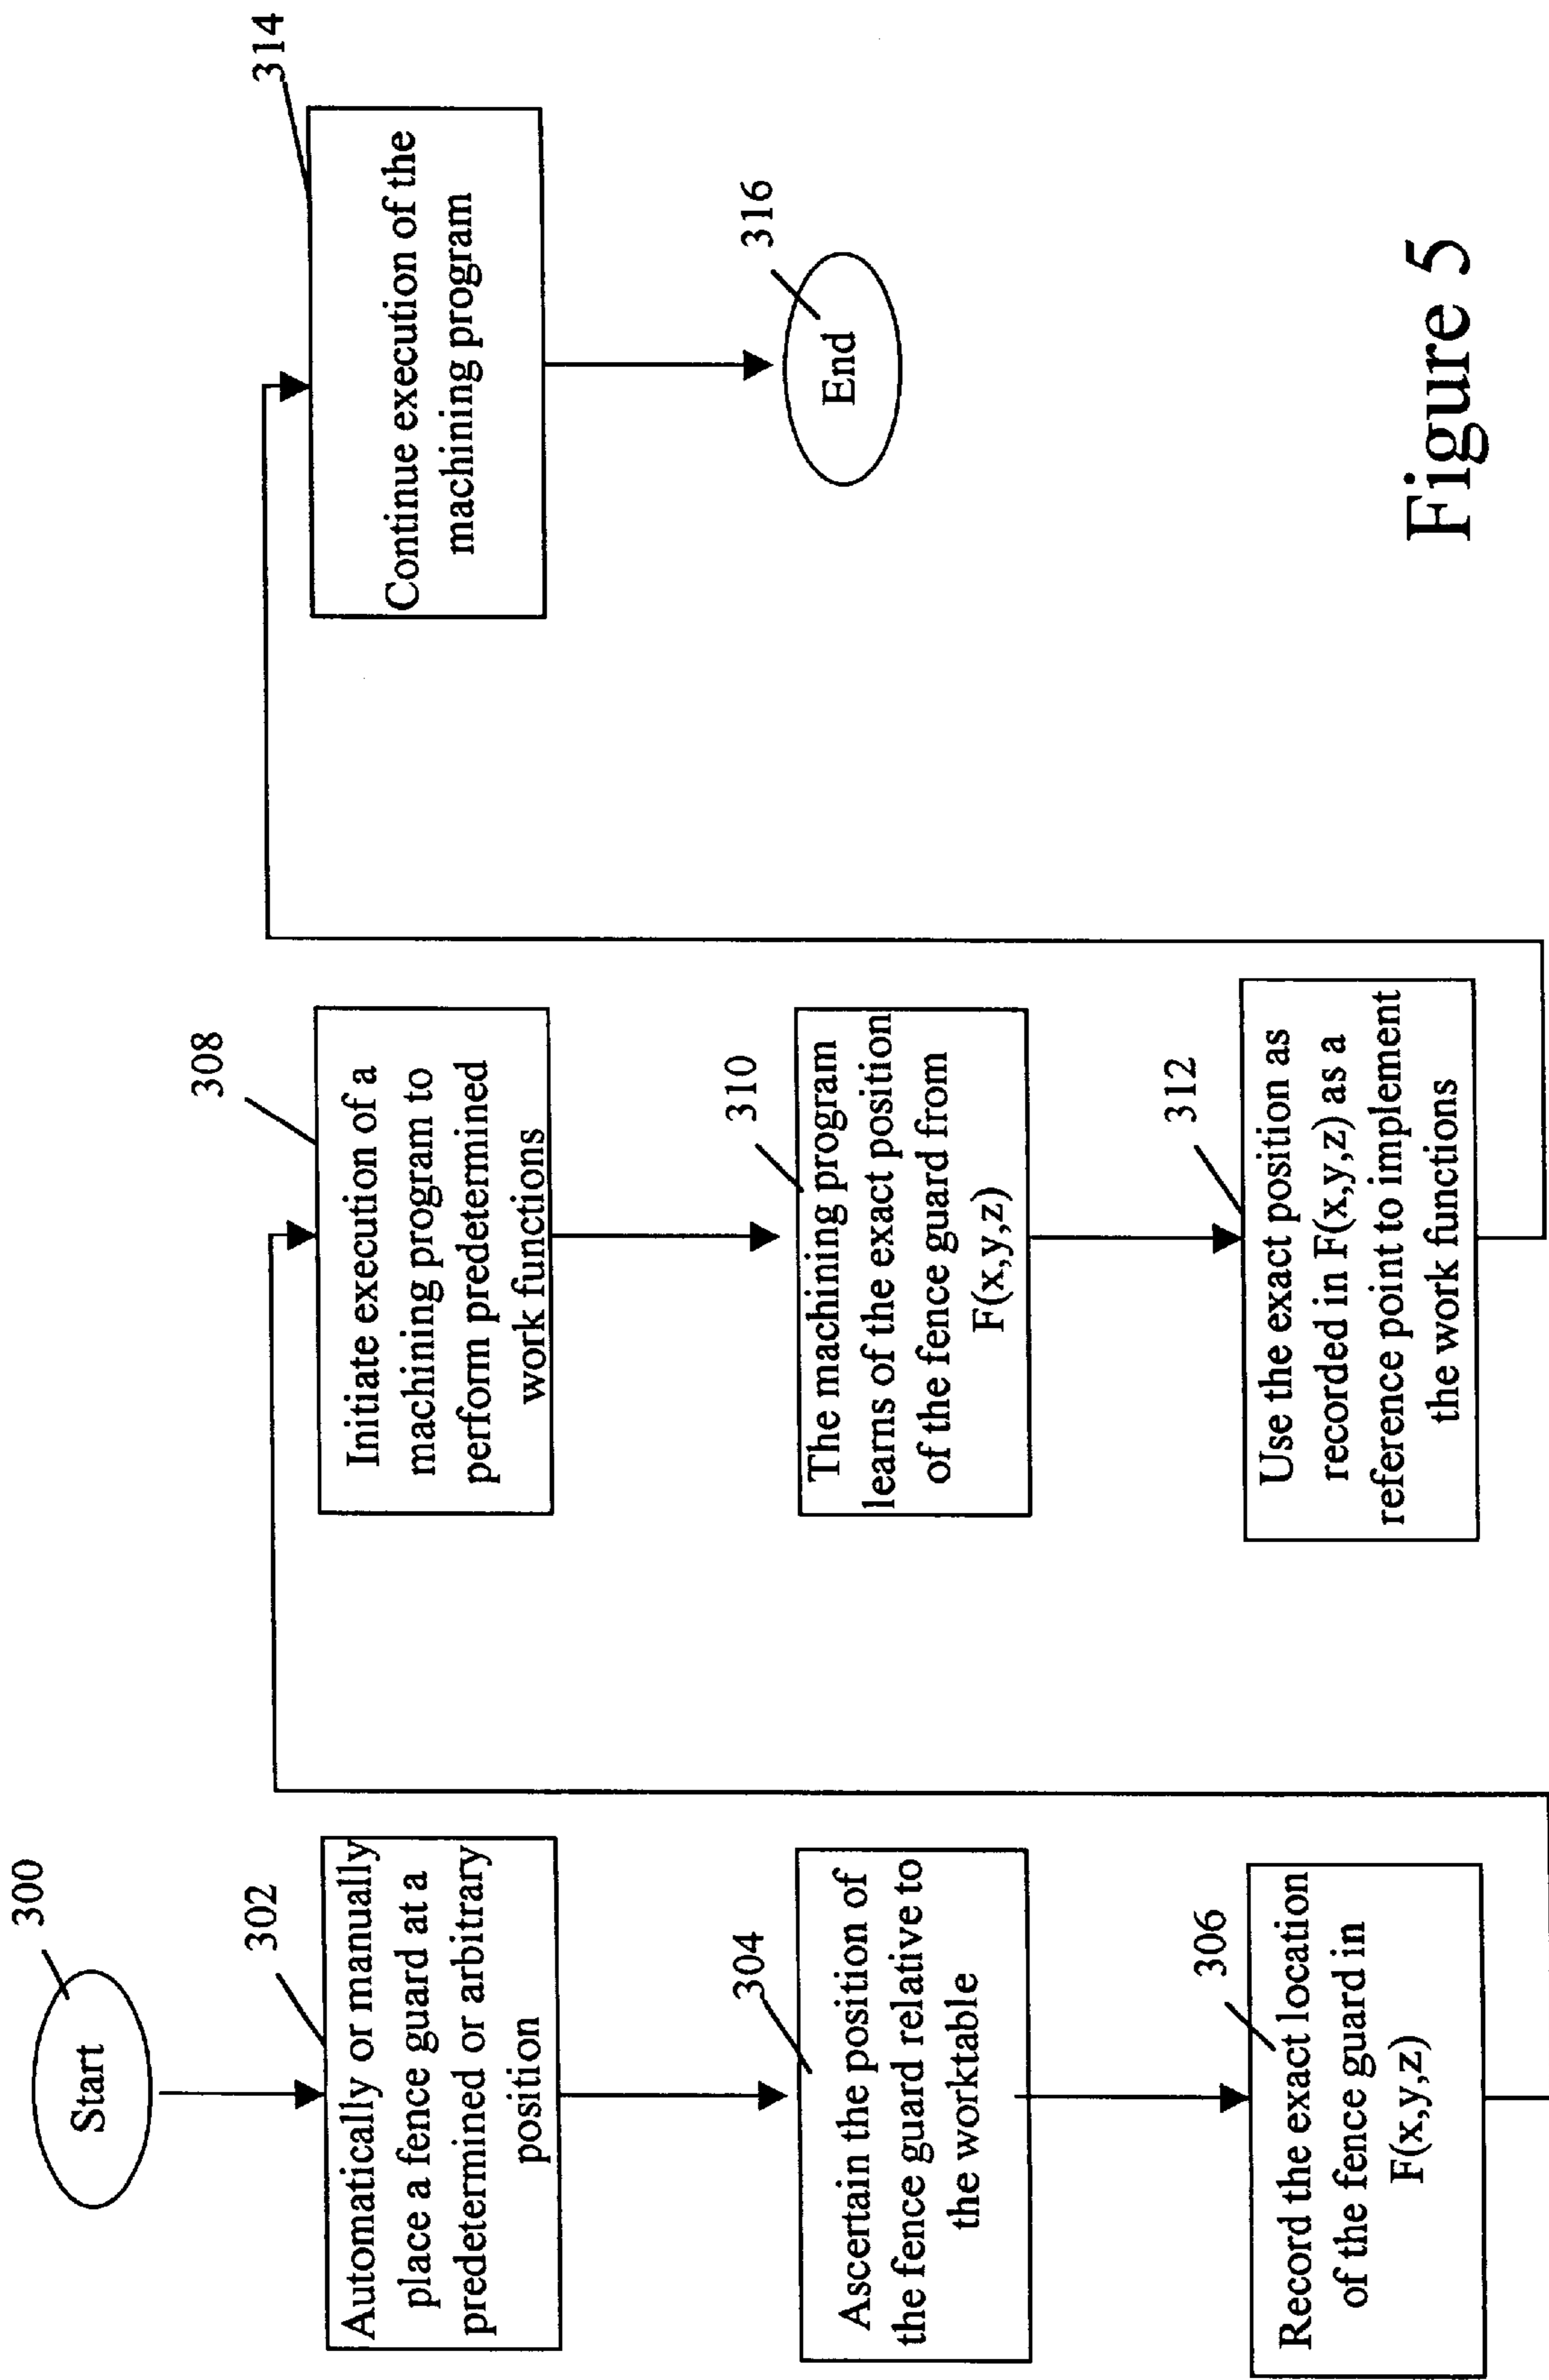 300
Start
302
Automatically or manually
place a fence guard at a
predetermined or arbitrary
position
304
Ascertain the position of
the fence guard relative to
the worktable
306
Record the exact location
of the fence guard in
F(x,y,z)
308
Initiate execution of a
machining program to
perform predetermined
work functions
310
The machining program
learns of the exact position
of the fence guard from
F(x,y,z)
312
Use the exact position as
recorded in F(x,y,z) as a
reference point to implement
the work functions
314
Continue execution of the
machining program
316
End
Figure 5